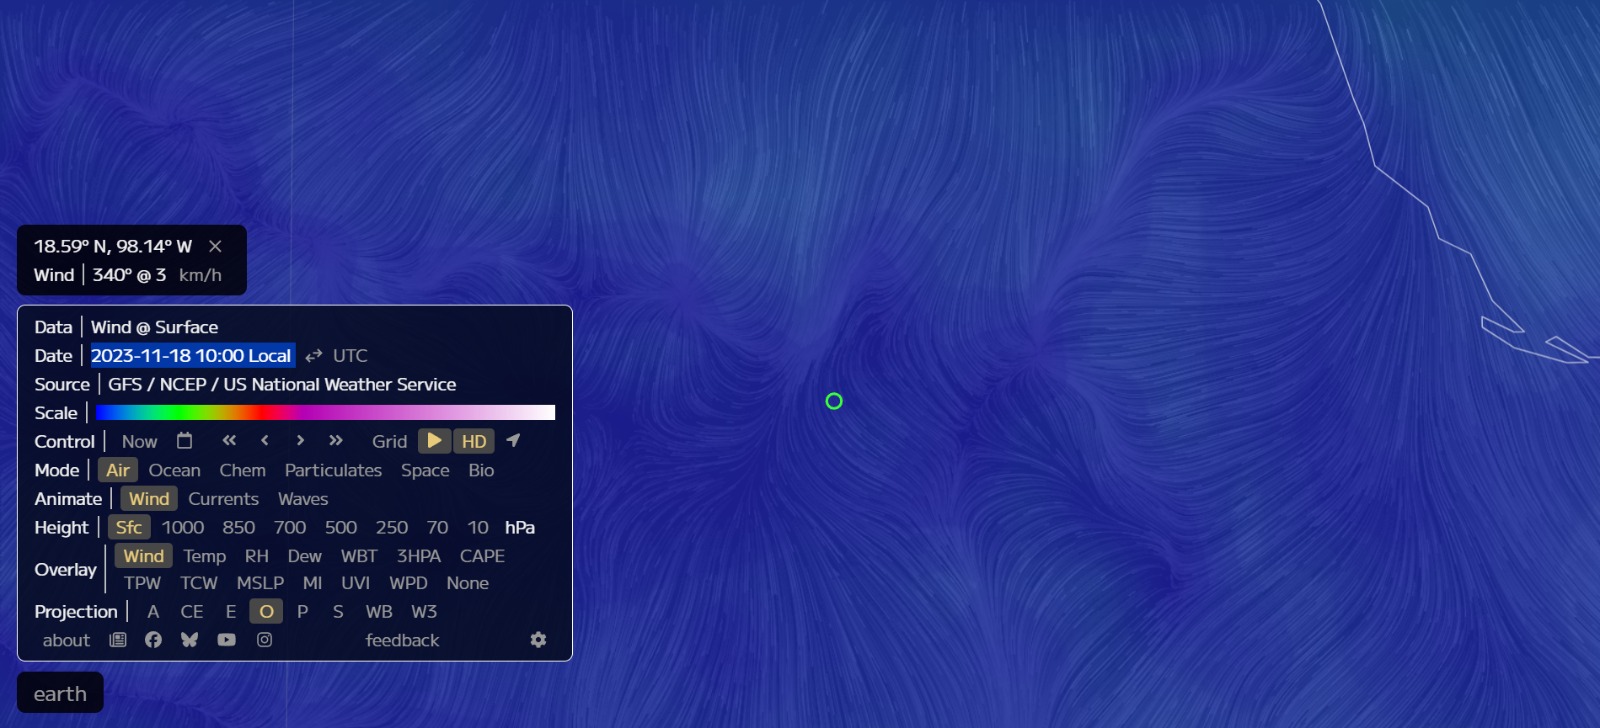 18.59° N, 98.14° W ×
Wind | 340° @ 3 km/h
Data | Wind @ Surface
Date | 2023-11-18 10:00 Local ⇄ UTC
Source | GFS / NCEP / US National Weather Service
Scale |
Control | Now « ‹ › » Grid ▶ HD
Mode | Air Ocean Chem Particulates Space Bio
Animate | Wind Currents Waves
Height | Sfc 1000 850 700 500 250 70 10 hPa
Overlay | Wind Temp RH Dew WBT 3HPA CAPE
TPW TCW MSLP MI UVI WPD None
Projection | A CE E O P S WB W3
about feedback
earth